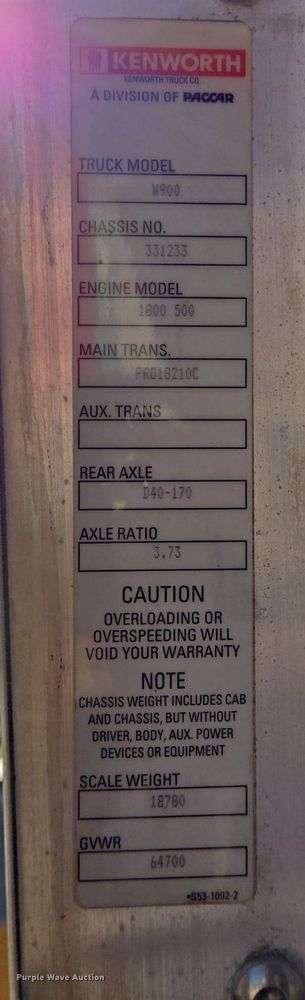 KENWORTH
KENWORTH TRUCK CO.
A DIVISION OF PACCAR
TRUCK MODEL
W900
CHASSIS NO.
331233
ENGINE MODEL
1800 500
MAIN TRANS.
FRO18210C
AUX. TRANS
REAR AXLE
D40-170
AXLE RATIO
3.73
CAUTION
OVERLOADING OR
OVERSPEEDING WILL
VOID YOUR WARRANTY
NOTE
CHASSIS WEIGHT INCLUDES CAB
AND CHASSIS, BUT WITHOUT
DRIVER, BODY, AUX. POWER
DEVICES OR EQUIPMENT
SCALE WEIGHT
18780
GVWR
64700
•S53-1092-2
Purple Wave Auction